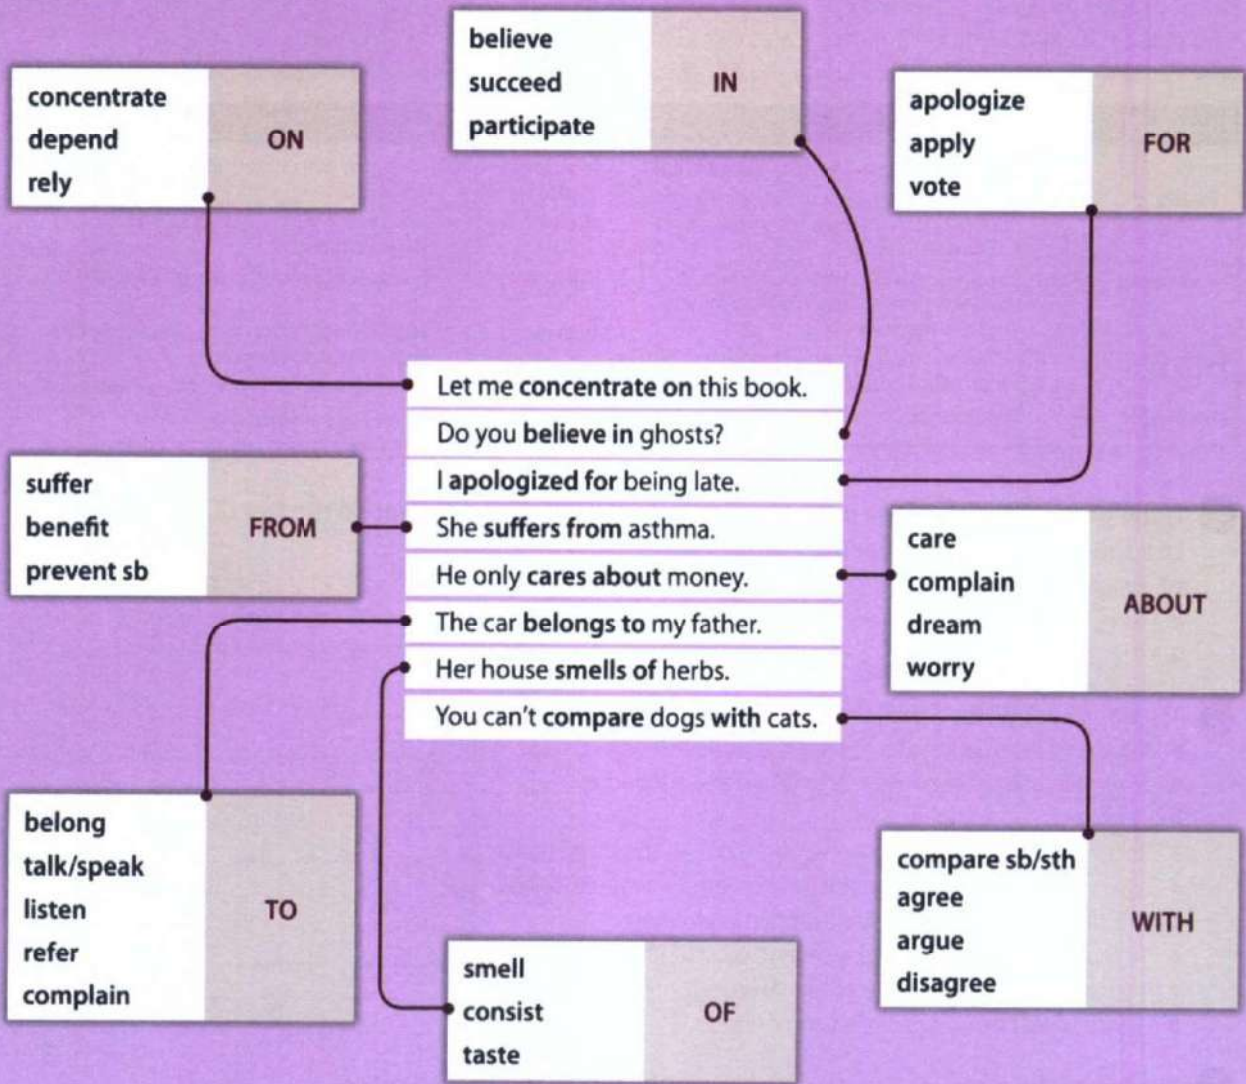 believe
succeed
participate
IN
concentrate
depend
rely
ON
apologize
apply
vote
FOR
Let me concentrate on this book.
Do you believe in ghosts?
I apologized for being late.
She suffers from asthma.
He only cares about money.
The car belongs to my father.
Her house smells of herbs.
You can't compare dogs with cats.
suffer
benefit
prevent sb
FROM
care
complain
dream
worry
ABOUT
belong
talk/speak
listen
refer
complain
TO
smell
consist
taste
OF
compare sb/sth
agree
argue
disagree
WITH